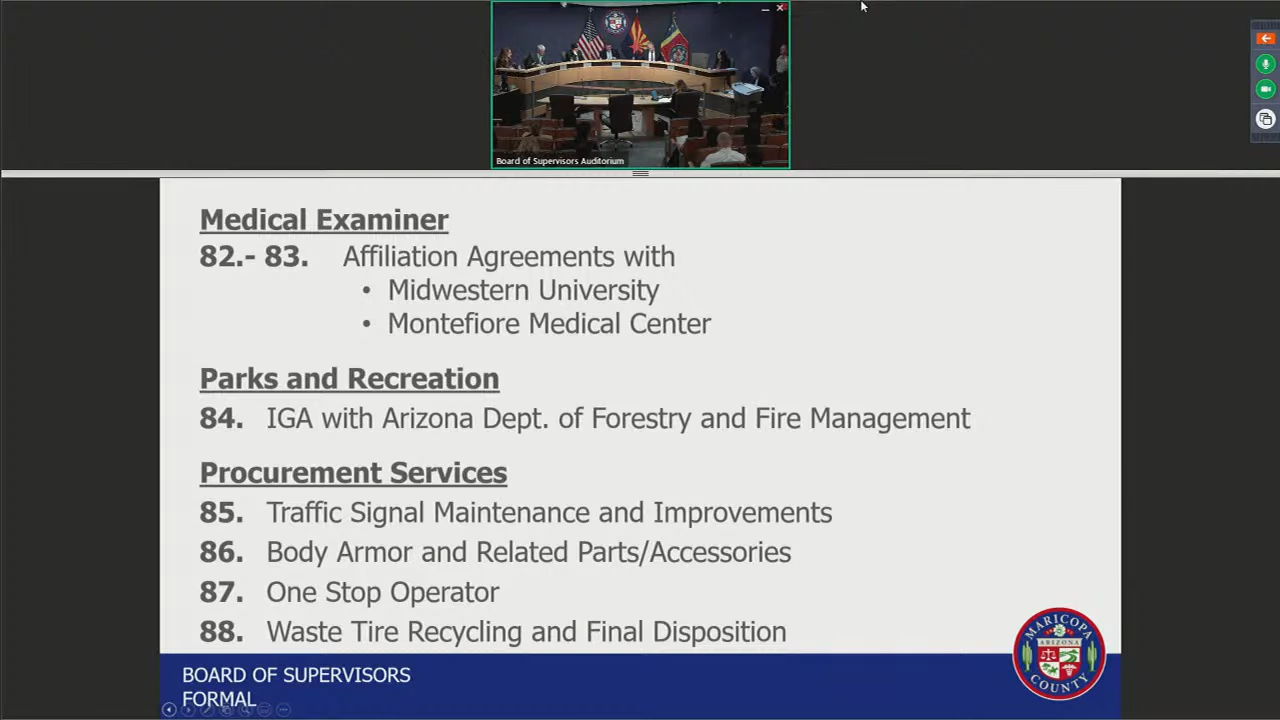 Board of Supervisors Auditorium
Medical Examiner
82.- 83. Affiliation Agreements with
• Midwestern University
• Montefiore Medical Center
Parks and Recreation
84. IGA with Arizona Dept. of Forestry and Fire Management
Procurement Services
85. Traffic Signal Maintenance and Improvements
86. Body Armor and Related Parts/Accessories
87. One Stop Operator
88. Waste Tire Recycling and Final Disposition
BOARD OF SUPERVISORS
FORMAL
MARICOPA
ARIZONA
COUNTY